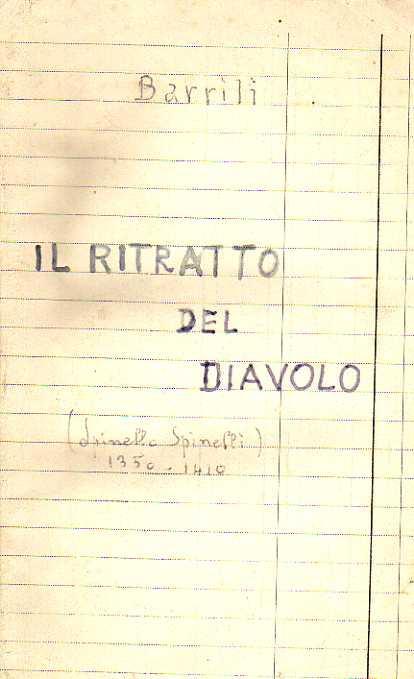 Barrili
IL RITRATTO
DEL
DIAVOLO
(Spinello Spinelli)
1350 - 1410